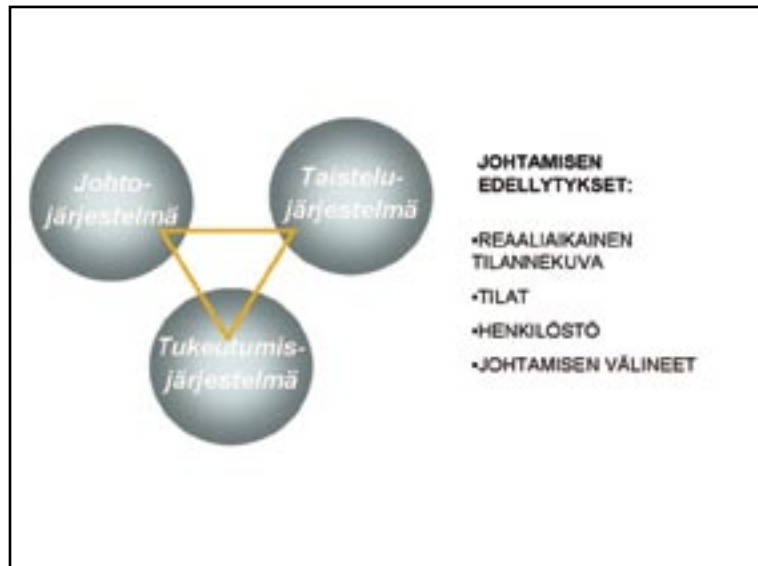 Johto-
järjestelmä
Taistelu-
järjestelmä
Tukeutumis-
järjestelmä
JOHTAMISEN
EDELLYTYKSET:
•REAALIAIKAINEN
TILANNEKUVA
•TILAT
•HENKILÖSTÖ
•JOHTAMISEN VÄLINEET